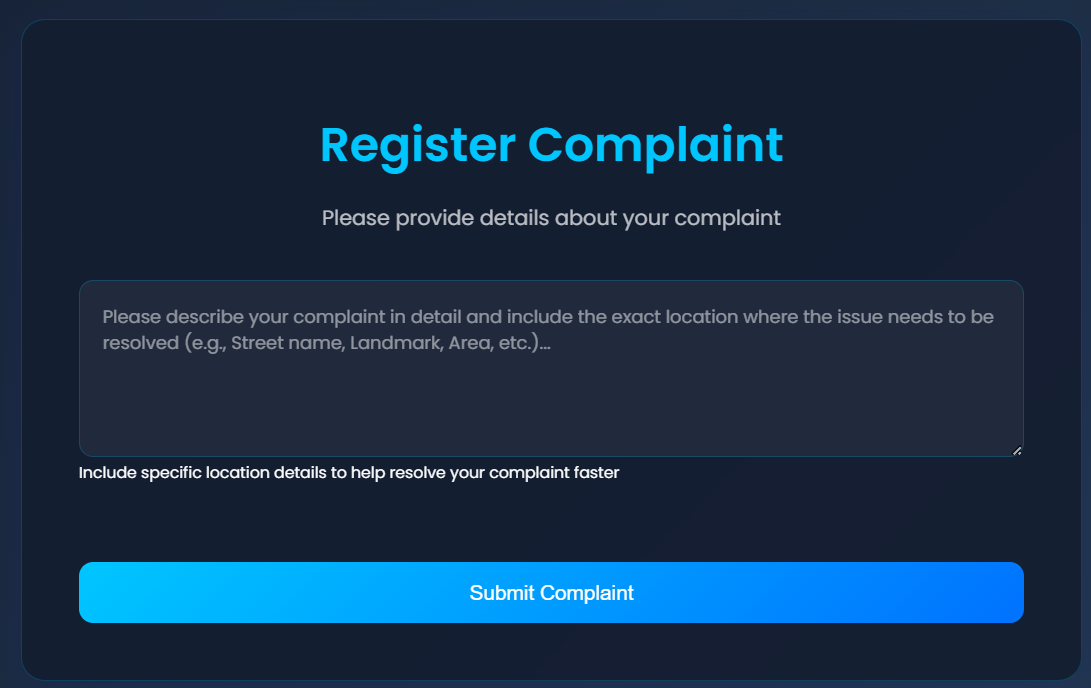 Register Complaint
Please provide details about your complaint
Please describe your complaint in detail and include the exact location where the issue needs to be
resolved (e.g., Street name, Landmark, Area, etc.)...
Include specific location details to help resolve your complaint faster
Submit Complaint